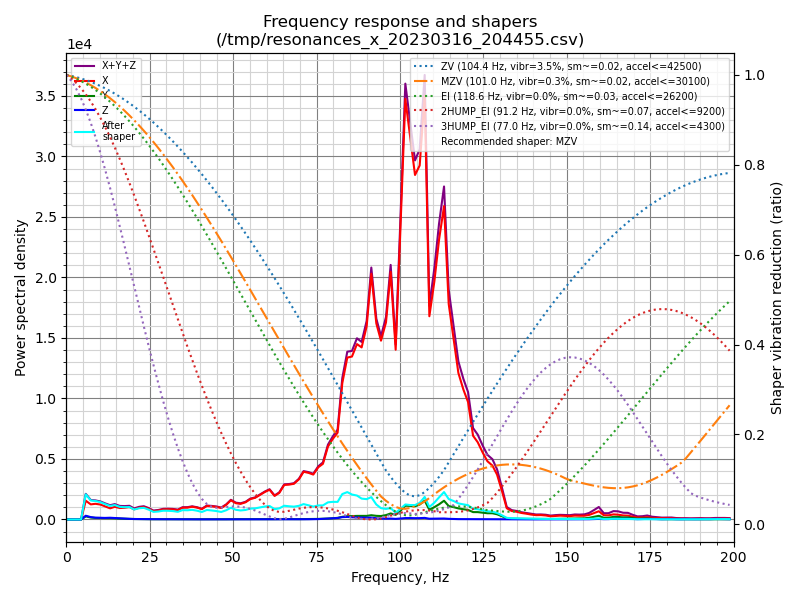 Frequency response and shapers
(/tmp/resonances_x_20230316_204455.csv)
1e4
X+Y+Z
X
Y
Z
After
shaper
ZV (104.4 Hz, vibr=3.5%, sm~=0.02, accel<=42500)
MZV (101.0 Hz, vibr=0.3%, sm~=0.02, accel<=30100)
EI (118.6 Hz, vibr=0.0%, sm~=0.03, accel<=26200)
2HUMP_EI (91.2 Hz, vibr=0.0%, sm~=0.07, accel<=9200)
3HUMP_EI (77.0 Hz, vibr=0.0%, sm~=0.14, accel<=4300)
Recommended shaper: MZV
Power spectral density
3.5
3.0
2.5
2.0
1.5
1.0
0.5
0.0
1.0
0.8
0.6
0.4
0.2
0.0
Shaper vibration reduction (ratio)
0 25 50 75 100 125 150 175 200
Frequency, Hz